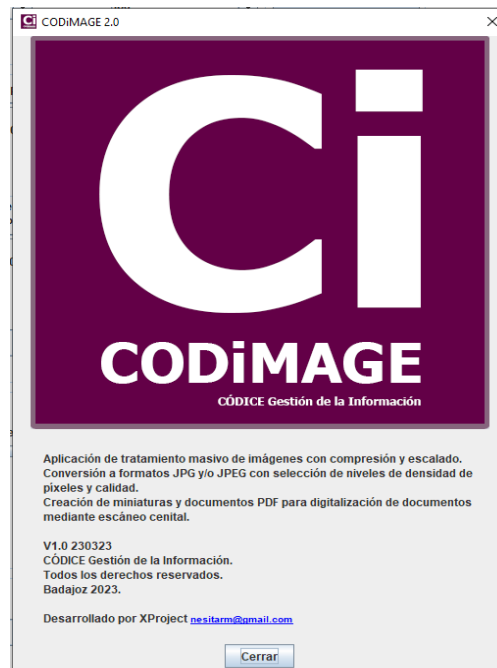 Ci CODiMAGE 2.0
Ci
CODiMAGE
CÓDICE Gestión de la Información
Aplicación de tratamiento masivo de imágenes con compresión y escalado.
Conversión a formatos JPG y/o JPEG con selección de niveles de densidad de
píxeles y calidad.
Creación de miniaturas y documentos PDF para digitalización de documentos
mediante escáneo cenital.
V1.0 230323
CÓDICE Gestión de la Información.
Todos los derechos reservados.
Badajoz 2023.
Desarrollado por XProject nesitarm@gmail.com
Cerrar